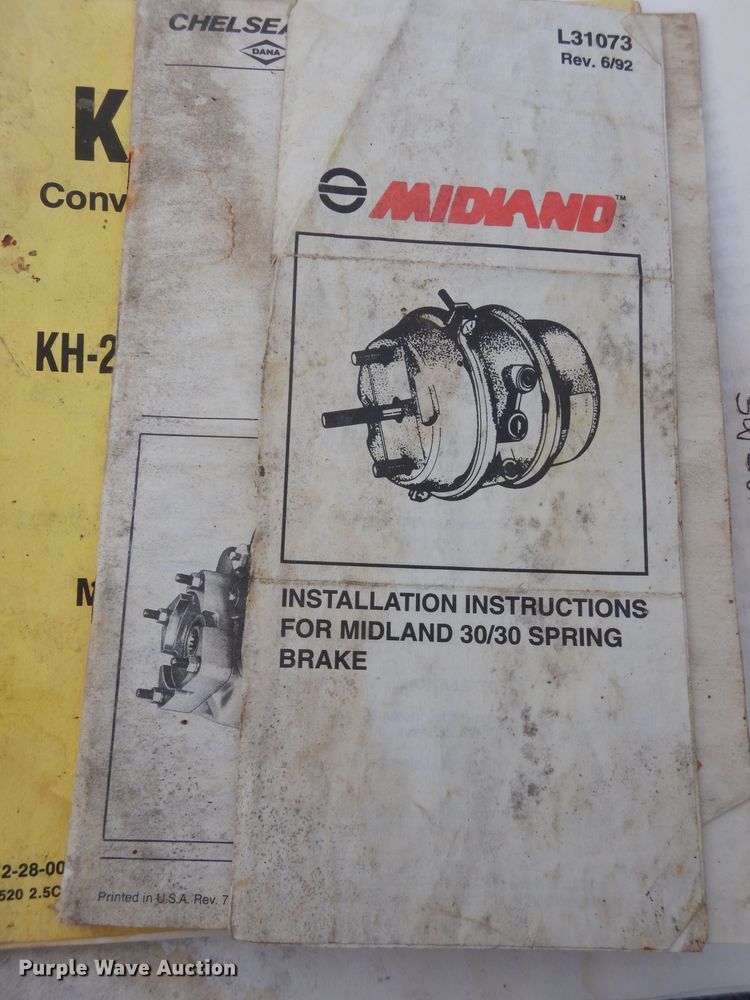 K
Conv
KH-2
M
2-28-00
520 2.5C
CHELSEA
DANA
Printed in U.S.A. Rev. 7
L31073
Rev. 6/92
MIDLAND™
INSTALLATION INSTRUCTIONS
FOR MIDLAND 30/30 SPRING
BRAKE
Purple Wave Auction